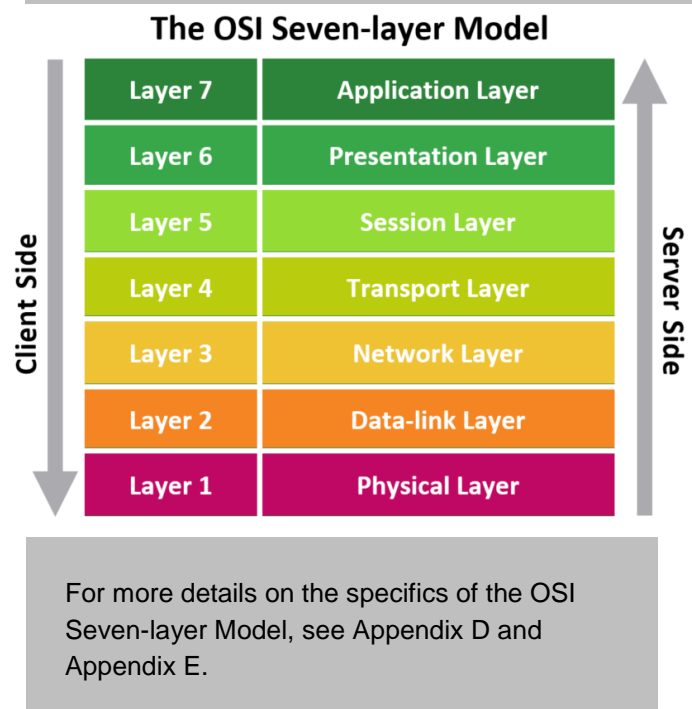 The OSI Seven-layer Model
Client Side
Layer 7 Application Layer
Layer 6 Presentation Layer
Layer 5 Session Layer
Layer 4 Transport Layer
Layer 3 Network Layer
Layer 2 Data-link Layer
Layer 1 Physical Layer
Server Side
For more details on the specifics of the OSI
Seven-layer Model, see Appendix D and
Appendix E.